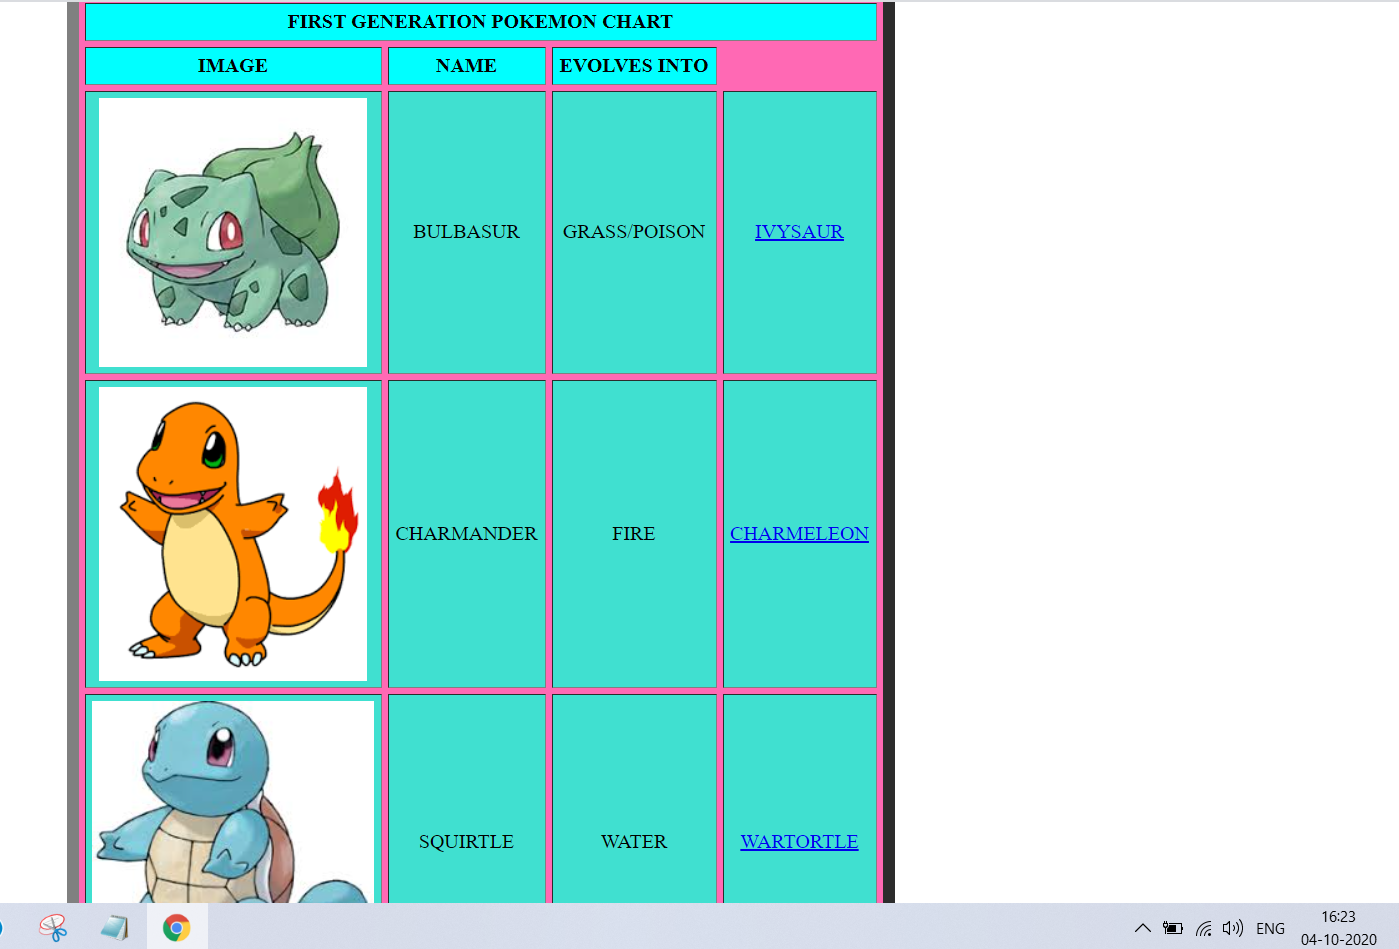 FIRST GENERATION POKEMON CHART
IMAGE NAME EVOLVES INTO
BULBASUR GRASS/POISON IVYSAUR
CHARMANDER FIRE CHARMELEON
SQUIRTLE WATER WARTORTLE
ENG 16:23
04-10-2020